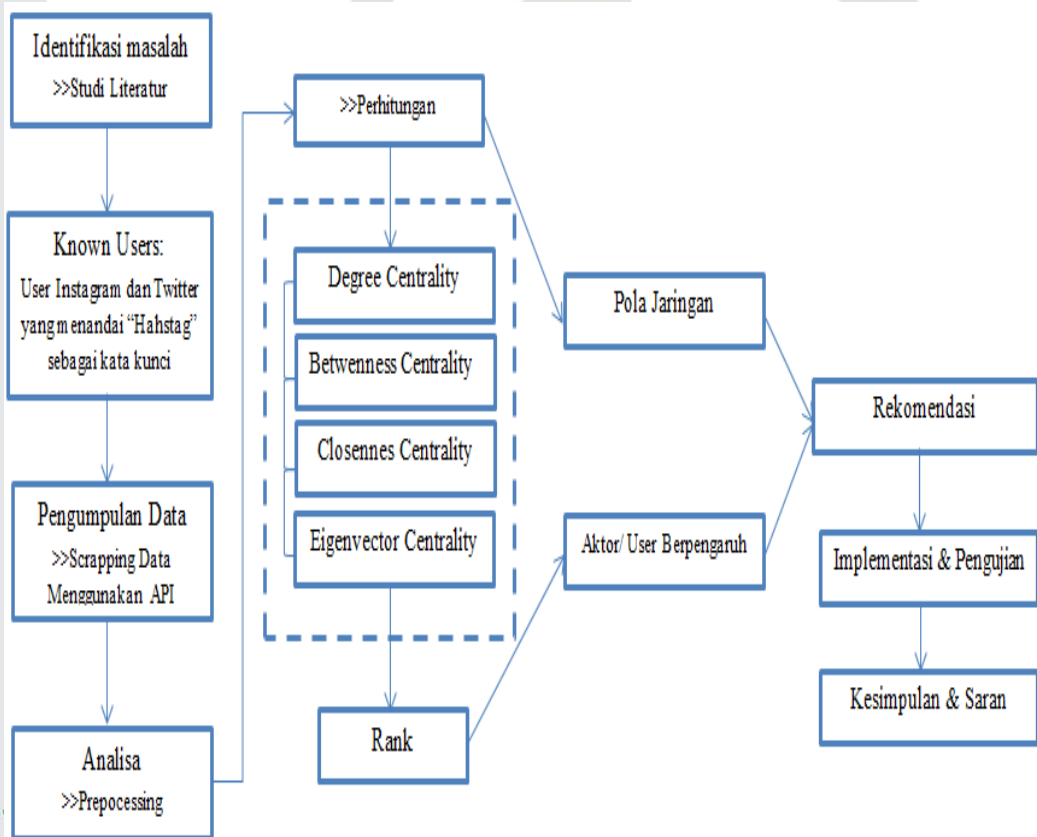 Identifikasi masalah
>>Studi Literatur
Known Users:
User Instagram dan Twitter
yang menandai “Hahstag”
sebagai kata kunci
Pengumpulan Data
>>Scrapping Data
Menggunakan API
Analisa
>>Prepocessing
>>Perhitungan
Degree Centrality
Betwenness Centrality
Closennes Centrality
Eigenvector Centrality
Rank
Pola Jaringan
Aktor/ User Berpengaruh
Rekomendasi
Implementasi & Pengujian
Kesimpulan & Saran